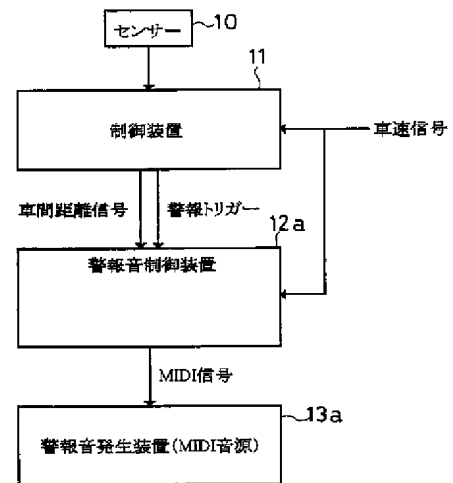 センサー
10
11
制御装置
車速信号
車間距離信号
警報トリガー
12a
警報音制御装置
MIDI信号
13a
警報音発生装置(MIDI音源)